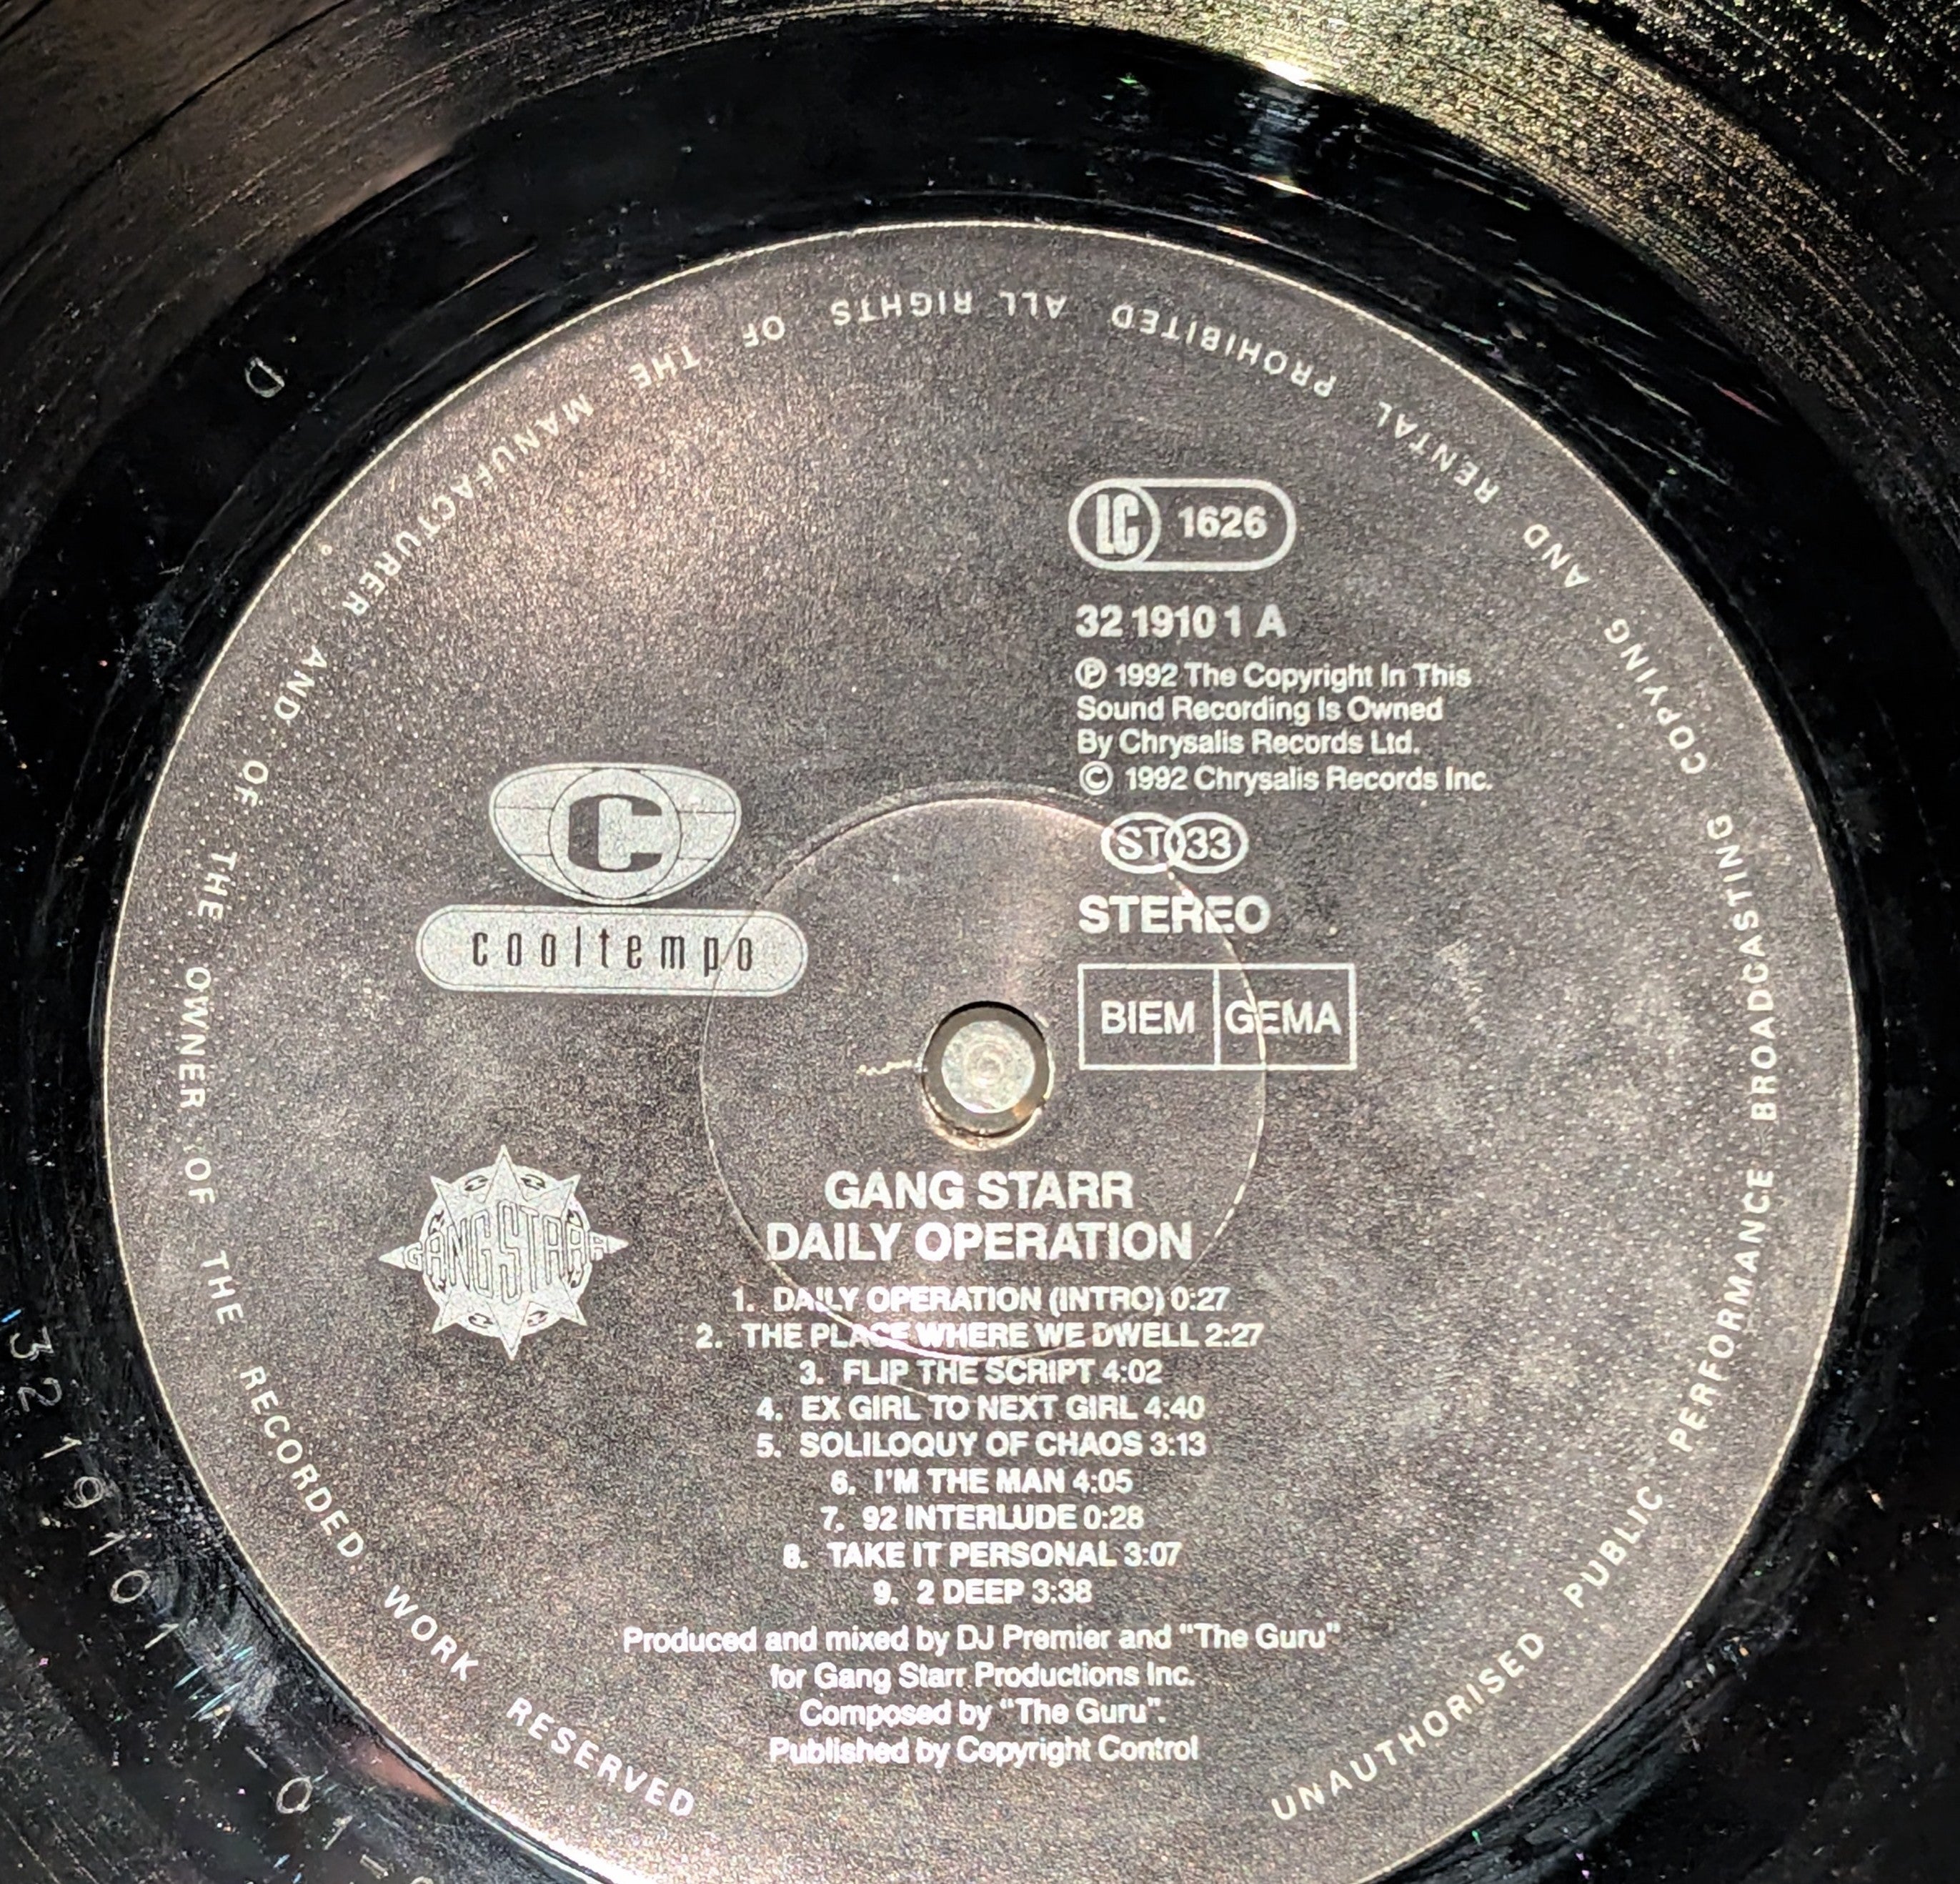 LC 1626
32 1910 1 A
Ⓟ 1992 The Copyright In This
Sound Recording Is Owned
By Chrysalis Records Ltd.
© 1992 Chrysalis Records Inc.
ST 33
STEREO
BIEM GEMA
C
cooltempo
GANGSTARR
GANG STARR
DAILY OPERATION
1. DAILY OPERATION (INTRO) 0:27
2. THE PLACE WHERE WE DWELL 2:27
3. FLIP THE SCRIPT 4:02
4. EX GIRL TO NEXT GIRL 4:40
5. SOLILOQUY OF CHAOS 3:13
6. I'M THE MAN 4:05
7. 92 INTERLUDE 0:28
8. TAKE IT PERSONAL 3:07
9. 2 DEEP 3:38
Produced and mixed by DJ Premier and “The Guru”
for Gang Starr Productions Inc.
Composed by “The Guru”.
Published by Copyright Control
ALL RIGHTS OF THE MANUFACTURER AND OF THE OWNER OF THE RECORDED WORK RESERVED UNAUTHORISED PUBLIC PERFORMANCE BROADCASTING COPYING AND RENTAL PROHIBITED
D
32 1910 1